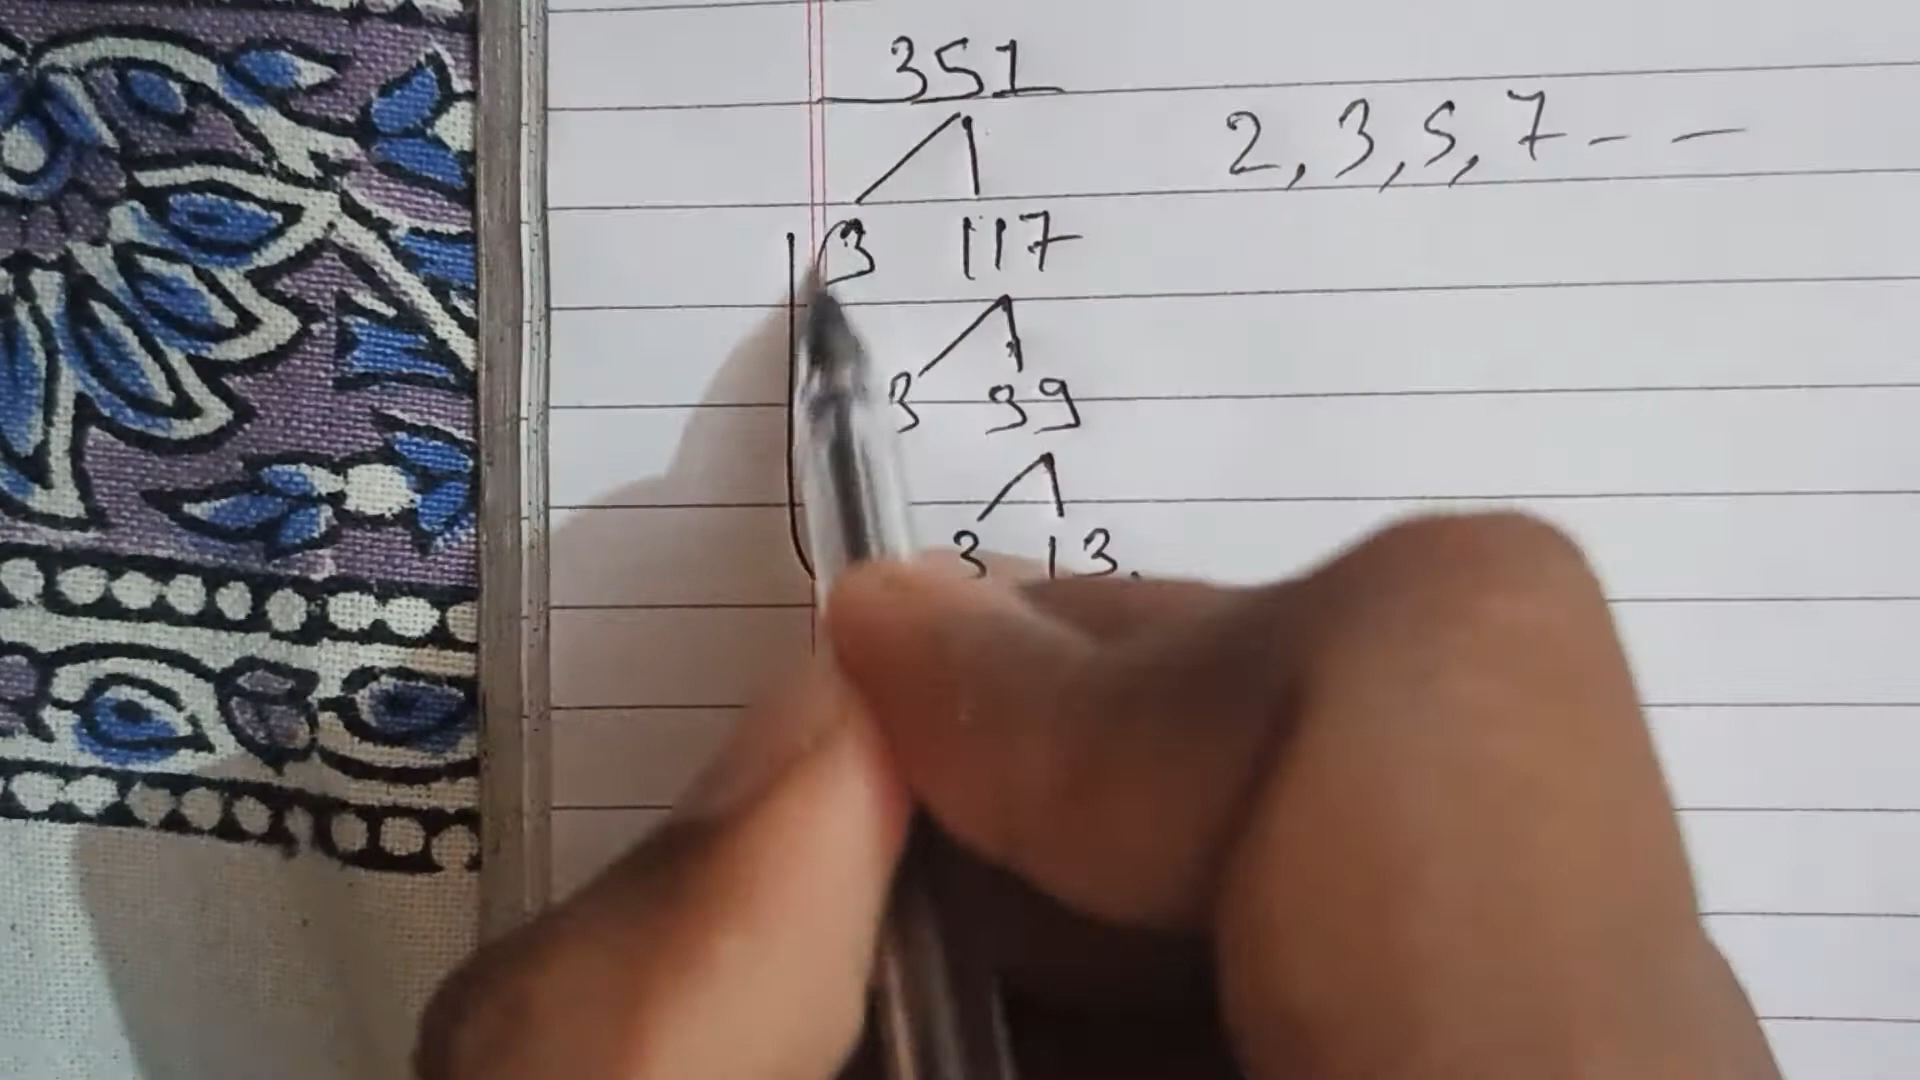 351
2, 3, 5, 7 - -
3 117
3 39
3 13.